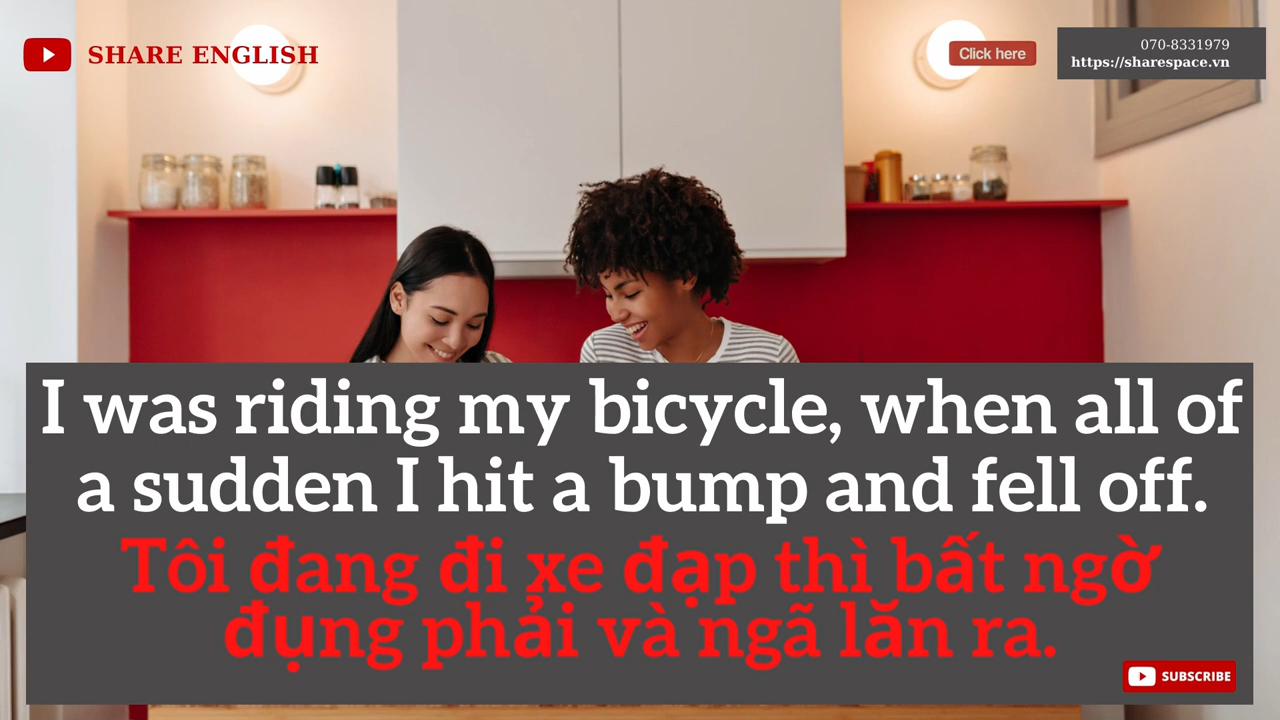 SHARE ENGLISH
Click here
070-8331979
https://sharespace.vn
I was riding my bicycle, when all of
a sudden I hit a bump and fell off.
Tôi đang đi xe đạp thì bất ngờ
đụng phải và ngã lăn ra.
SUBSCRIBE